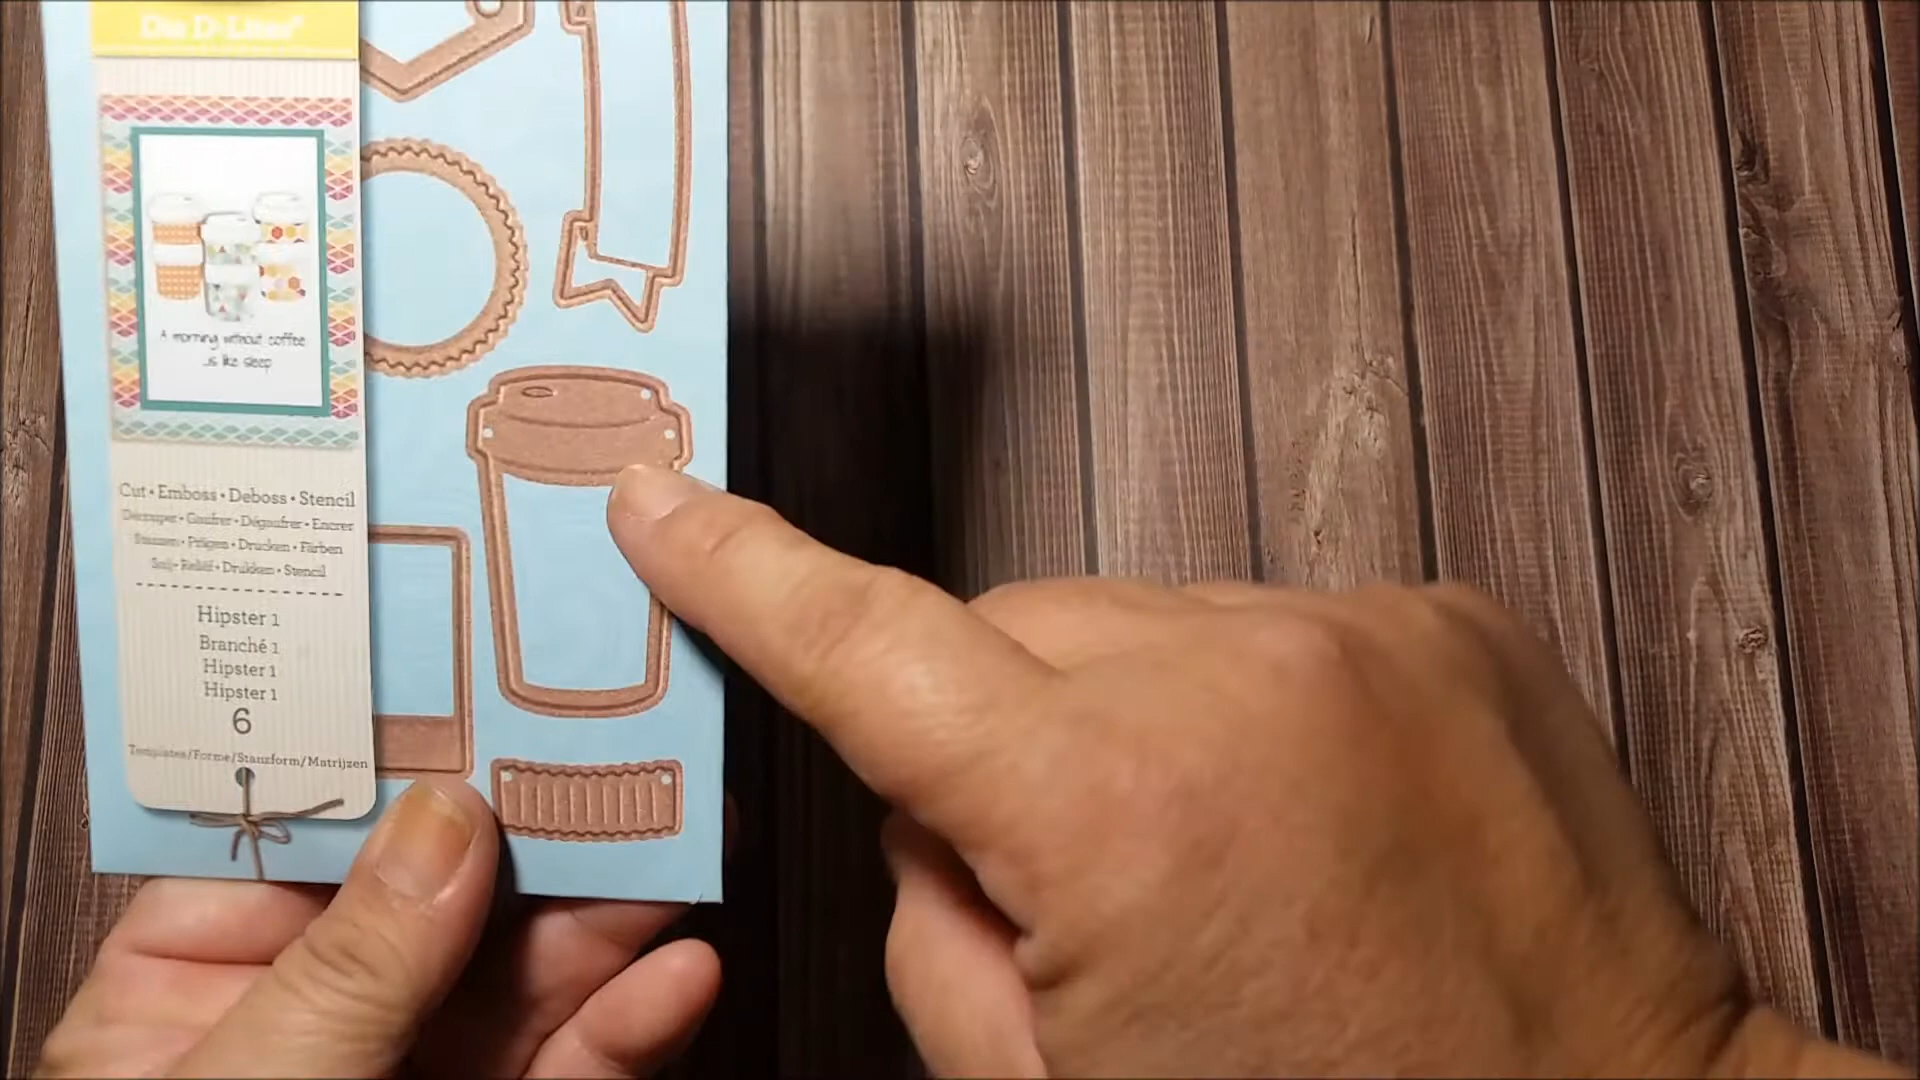 Die D-Lites®
A morning without coffee
..is like sleep
Cut • Emboss • Deboss • Stencil
Découper • Gaufrer • Dégaufrer • Encrer
Stanzen • Prägen • Drucken • Färben
Snij • Reliëf • Drukken • Stencil
Hipster 1
Branché 1
Hipster 1
Hipster 1
6
Templates/Forme/Stanzform/Matrijzen